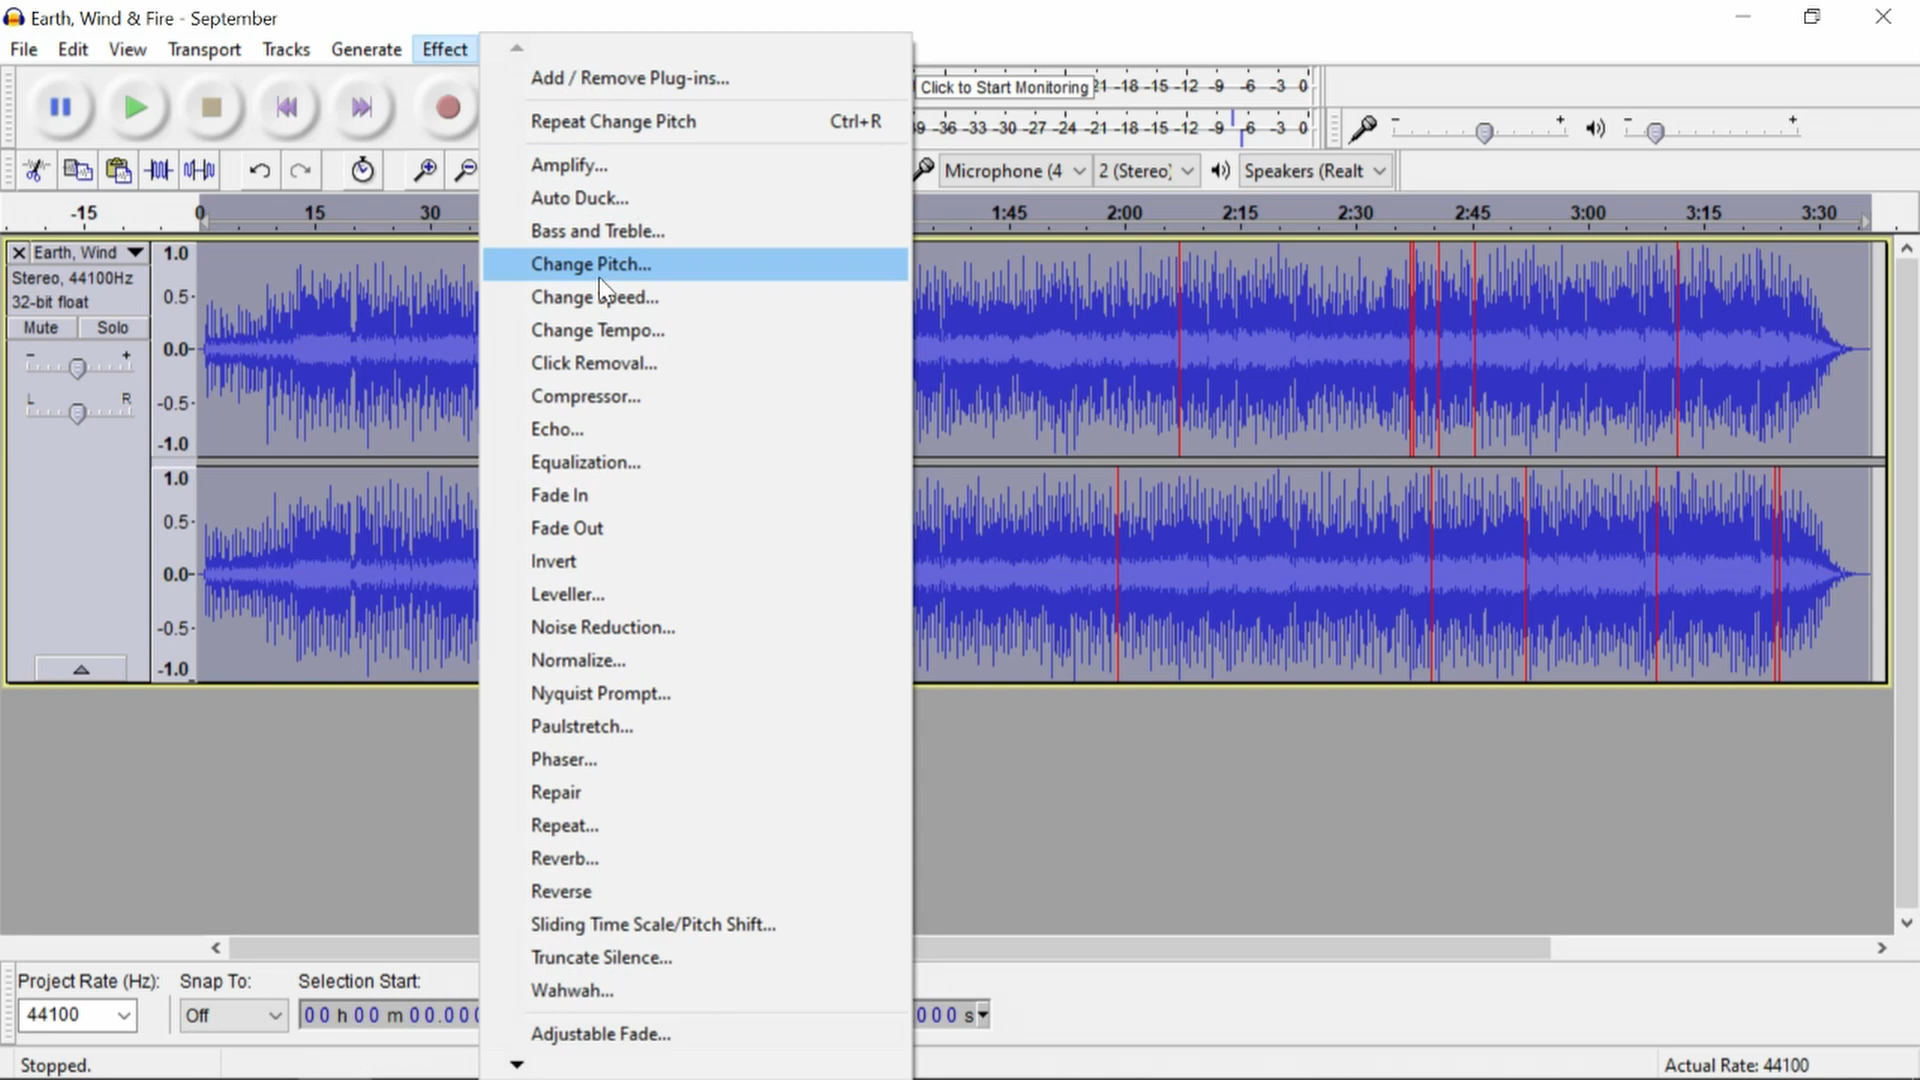 Earth, Wind & Fire - September
File Edit View Transport Tracks Generate Effect
Add / Remove Plug-ins...
Repeat Change Pitch Ctrl+R
Amplify...
Auto Duck...
Bass and Treble...
Change Pitch...
Change Speed...
Change Tempo...
Click Removal...
Compressor...
Echo...
Equalization...
Fade In
Fade Out
Invert
Leveller...
Noise Reduction...
Normalize...
Nyquist Prompt...
Paulstretch...
Phaser...
Repair
Repeat...
Reverb...
Reverse
Sliding Time Scale/Pitch Shift...
Truncate Silence...
Wahwah...
Adjustable Fade...
Click to Start Monitoring 21 -18 -15 -12 -9 -6 -3 0
-36 -33 -30 -27 -24 -21 -18 -15 -12 -9 -6 -3 0
- +
- +
Microphone (4 2 (Stereo) Speakers (Realt
-15 0 15 30 1:45 2:00 2:15 2:30 2:45 3:00 3:15 3:30
Earth, Wind
Stereo, 44100Hz
32-bit float
Mute Solo
- +
L R
1.0
0.5
0.0
-0.5
-1.0
1.0
0.5
0.0
-0.5
-1.0
Project Rate (Hz): Snap To: Selection Start:
44100 Off 00 h 00 m 00.000 000 s
Stopped. Actual Rate: 44100